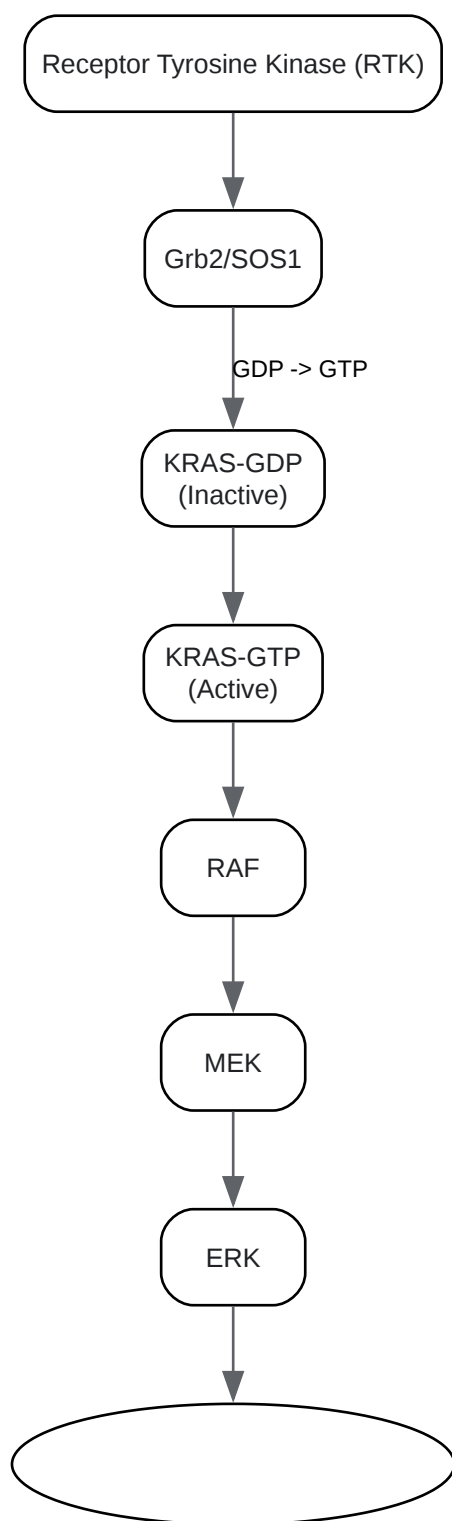 Receptor Tyrosine Kinase (RTK)
Grb2/SOS1
GDP -> GTP
KRAS-GDP
(Inactive)
KRAS-GTP
(Active)
RAF
MEK
ERK